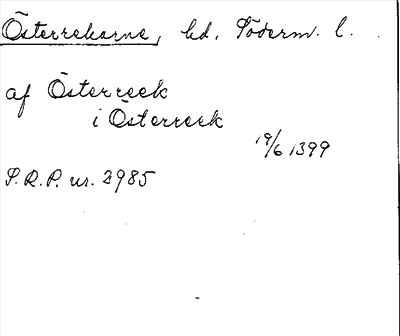 Österrekarne, hd, Söderm. l.
af Österreek
i Österreek
19/6 1399
S.R.P. nr. 2985